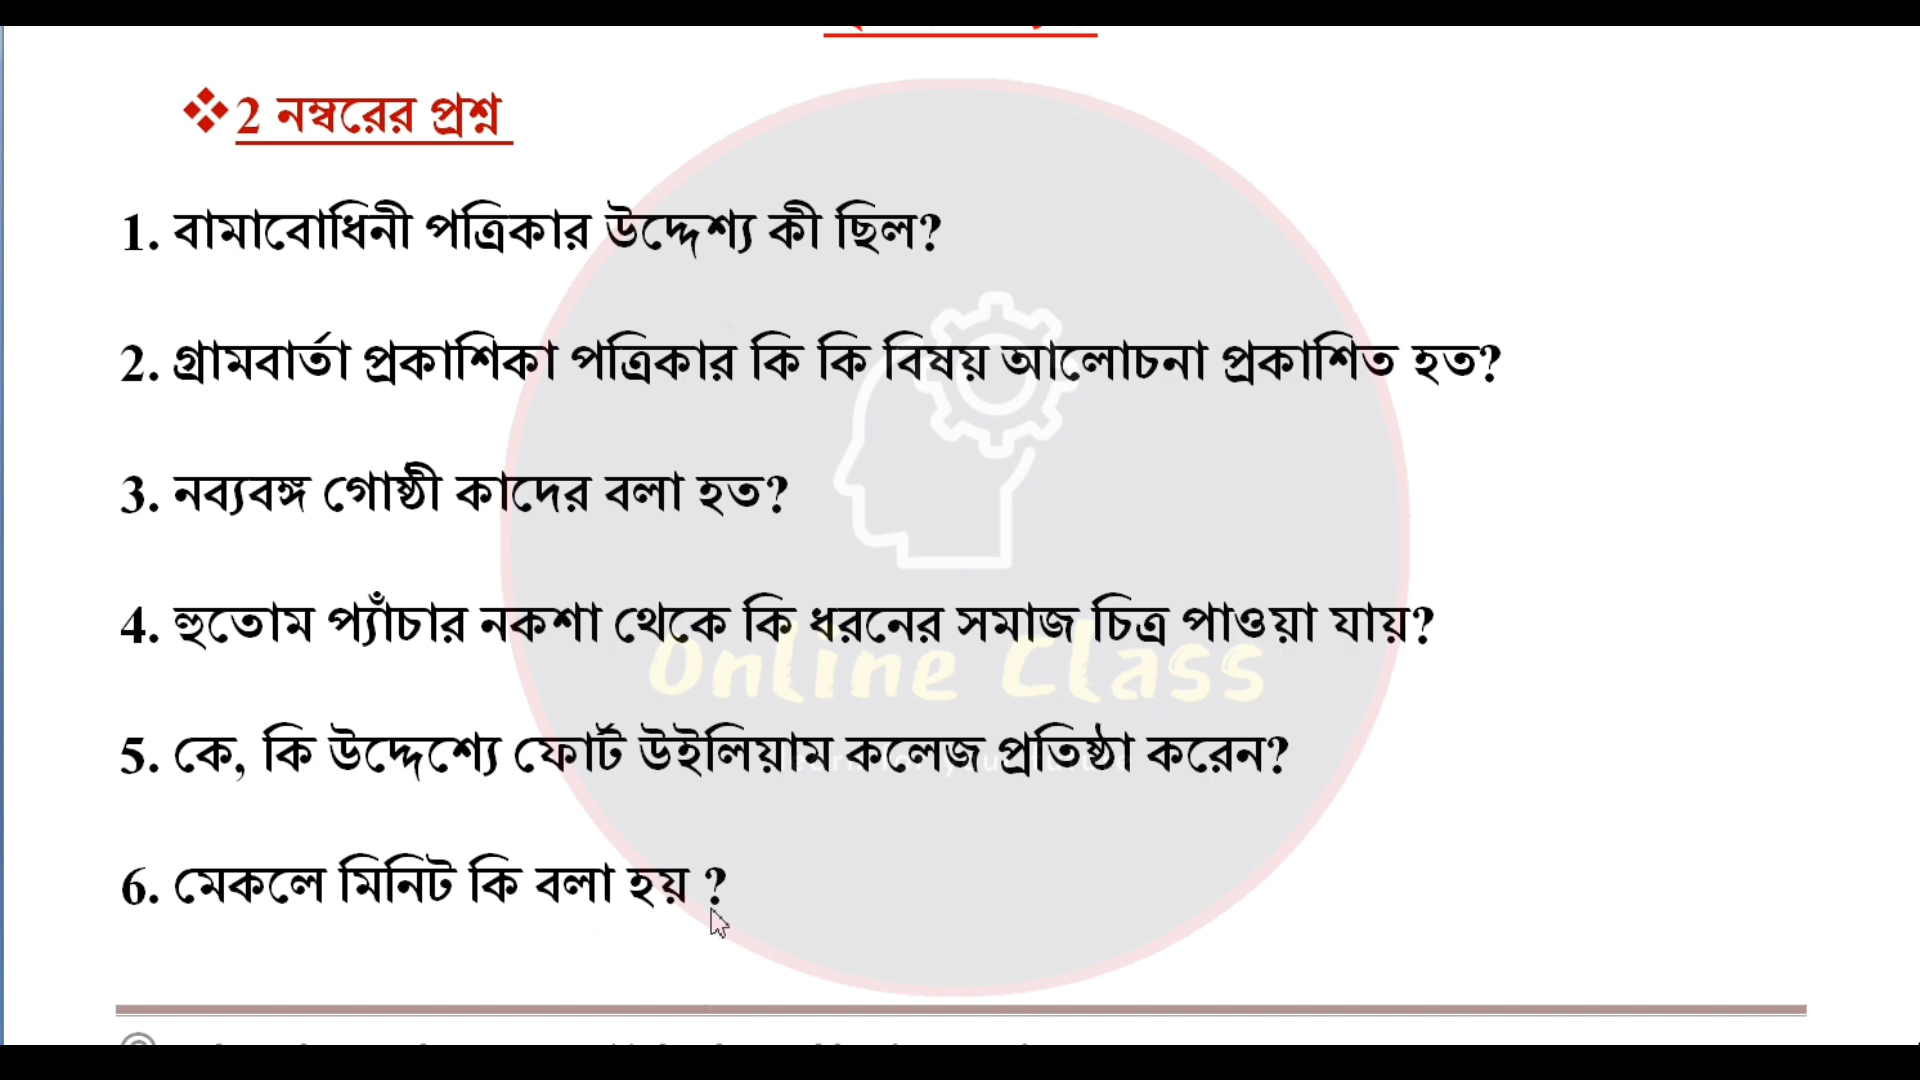 ❖2 নম্বরের প্রশ্ন
1. বামাবোধিনী পত্রিকার উদ্দেশ্য কী ছিল?
2. গ্রামবার্তা প্রকাশিকা পত্রিকার কি কি বিষয় আলোচনা প্রকাশিত হত?
3. নব্যবঙ্গ গোষ্ঠী কাদের বলা হত?
4. হুতোম প্যাঁচার নকশা থেকে কি ধরনের সমাজ চিত্র পাওয়া যায়?
Online Class
5. কে, কি উদ্দেশ্যে ফোর্ট উইলিয়াম কলেজ প্রতিষ্ঠা করেন?
6. মেকলে মিনিট কি বলা হয় ?